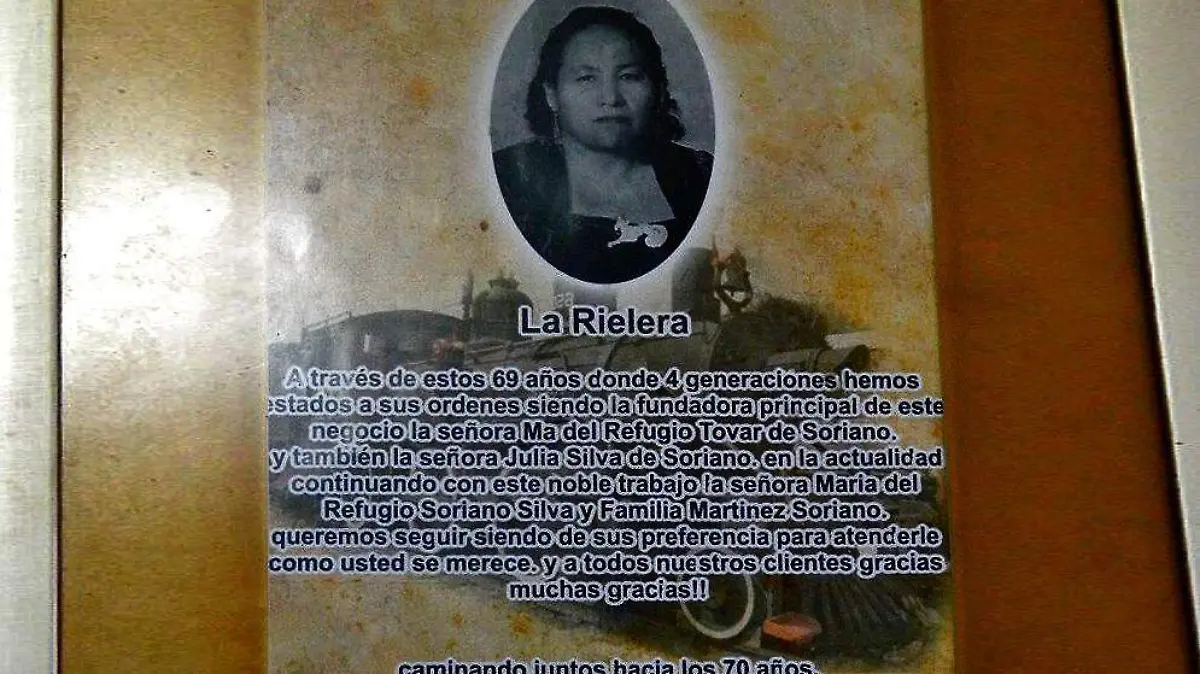 La Rielera
A través de estos 69 años donde 4 generaciones hemos
estados a sus ordenes siendo la fundadora principal de este
negocio la señora Ma del Refugio Tovar de Soriano.
y también la señora Julia Silva de Soriano. en la actualidad
continuando con este noble trabajo la señora Maria del
Refugio Soriano Silva y Familia Martinez Soriano.
queremos seguir siendo de sus preferencia para atenderle
como usted se merece. y a todos nuestros clientes gracias
muchas gracias!!
caminando juntos hacia los 70 años.